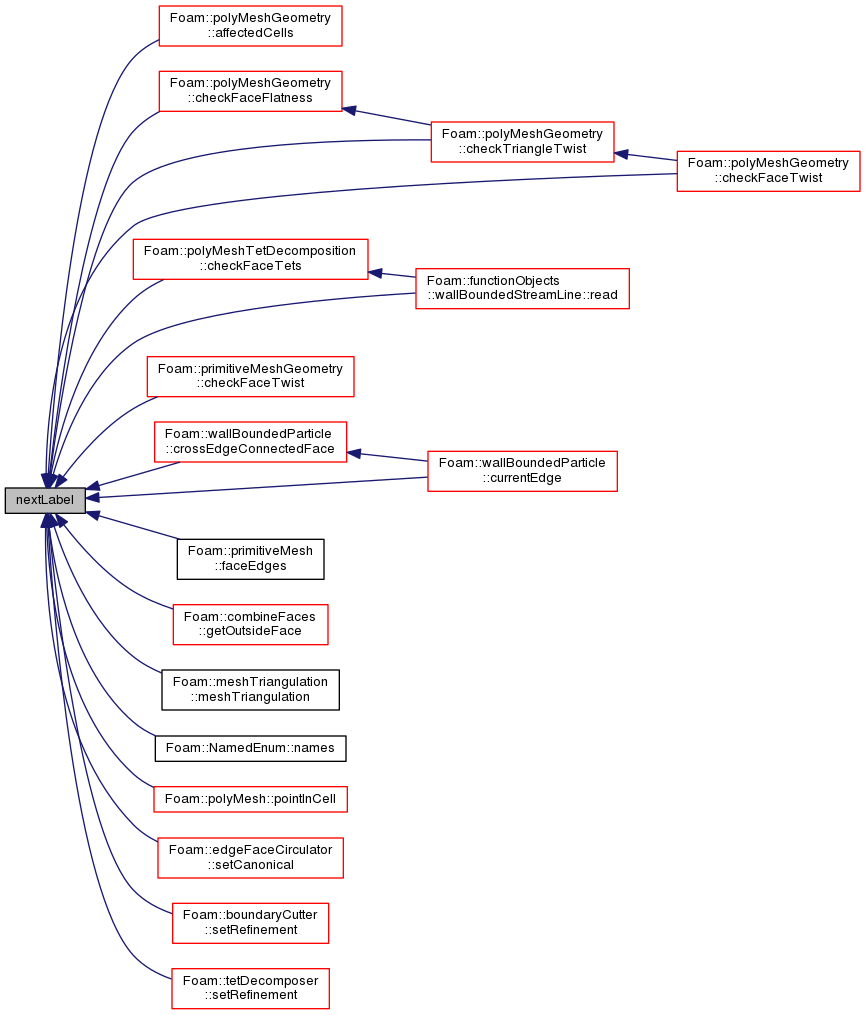 Foam::polyMeshGeometry
::affectedCells
Foam::polyMeshGeometry
::checkFaceFlatness
Foam::polyMeshGeometry
::checkTriangleTwist
Foam::polyMeshGeometry
::checkFaceTwist
Foam::polyMeshTetDecomposition
::checkFaceTets
Foam::functionObjects
::wallBoundedStreamLine::read
Foam::primitiveMeshGeometry
::checkFaceTwist
Foam::wallBoundedParticle
::crossEdgeConnectedFace
Foam::wallBoundedParticle
::currentEdge
nextLabel
Foam::primitiveMesh
::faceEdges
Foam::combineFaces
::getOutsideFace
Foam::meshTriangulation
::meshTriangulation
Foam::NamedEnum::names
Foam::polyMesh::pointInCell
Foam::edgeFaceCirculator
::setCanonical
Foam::boundaryCutter
::setRefinement
Foam::tetDecomposer
::setRefinement